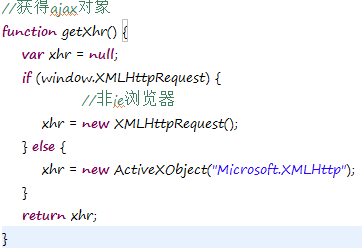 //获得ajax对象
function getXhr() {
var xhr = null;
if (window.XMLHttpRequest) {
//非ie浏览器
xhr = new XMLHttpRequest();
} else {
xhr = new ActiveXObject("Microsoft.XMLHttp");
}
return xhr;
}